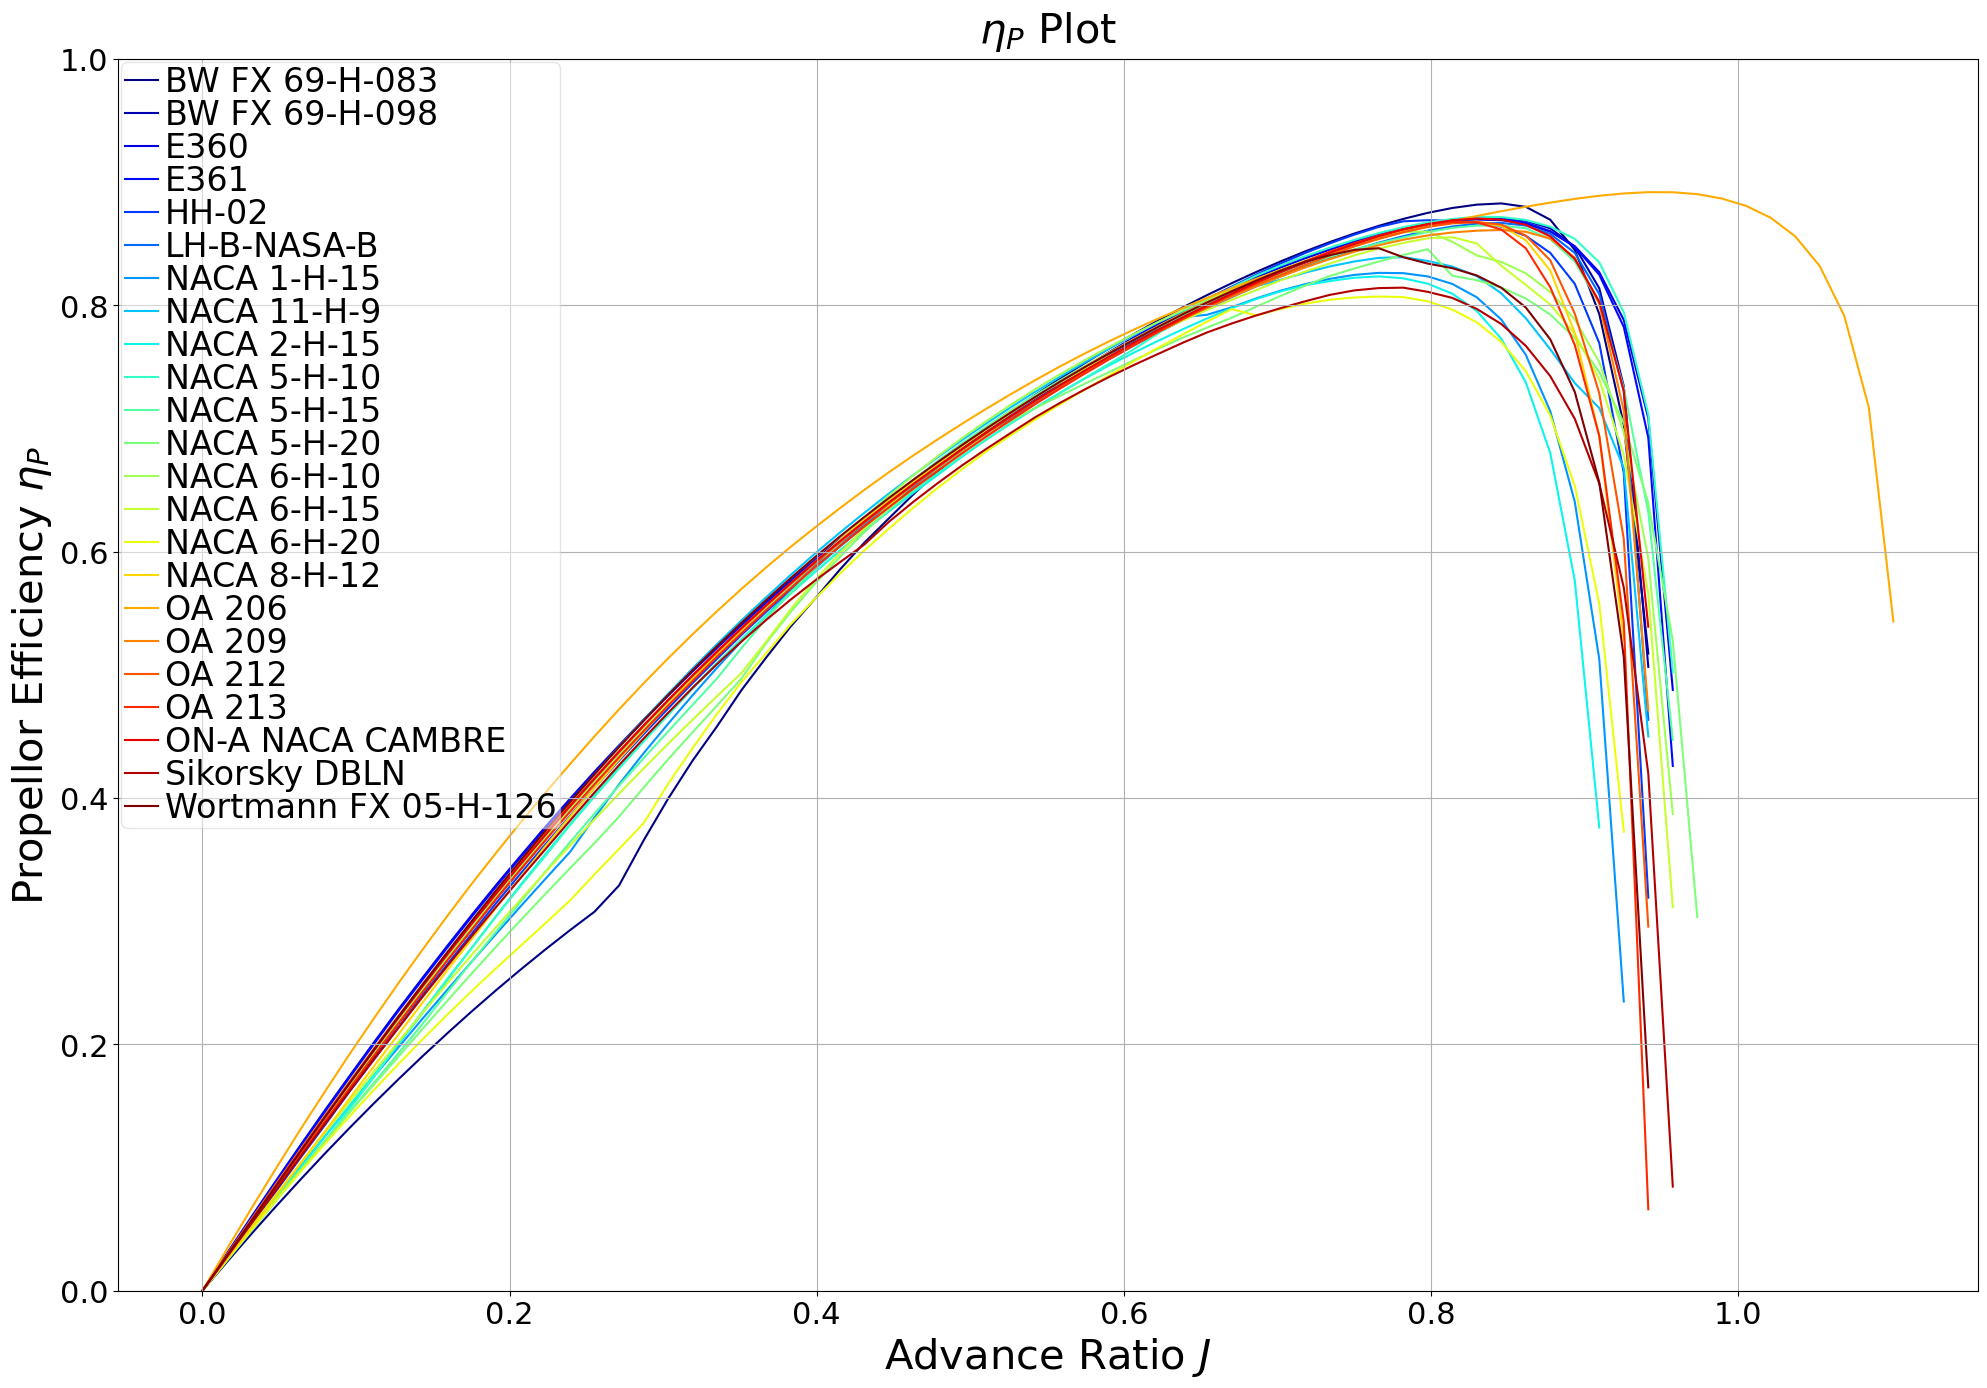 η_P Plot
1.0
0.8
0.6
0.4
0.2
0.0
Propellor Efficiency η_P
BW FX 69-H-083
BW FX 69-H-098
E360
E361
HH-02
LH-B-NASA-B
NACA 1-H-15
NACA 11-H-9
NACA 2-H-15
NACA 5-H-10
NACA 5-H-15
NACA 5-H-20
NACA 6-H-10
NACA 6-H-15
NACA 6-H-20
NACA 8-H-12
OA 206
OA 209
OA 212
OA 213
ON-A NACA CAMBRE
Sikorsky DBLN
Wortmann FX 05-H-126
0.0 0.2 0.4 0.6 0.8 1.0
Advance Ratio J